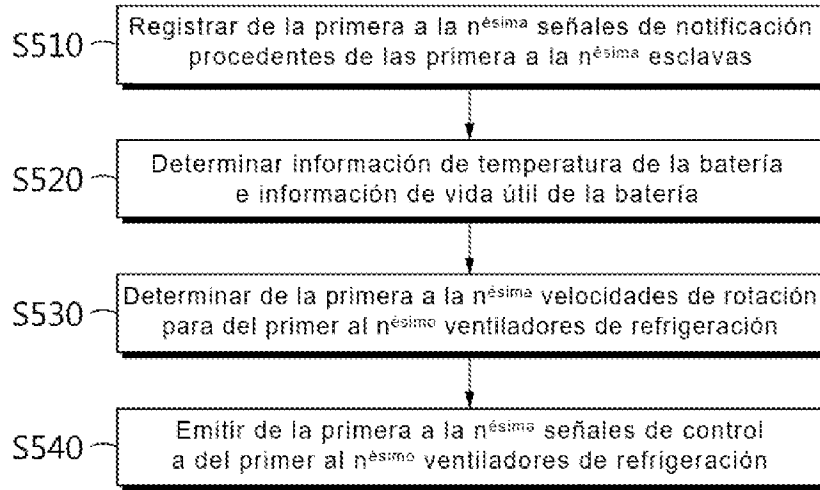 S510
Registrar de la primera a la nésima señales de notificación
procedentes de las primera a la nésima esclavas
S520
Determinar información de temperatura de la batería
e información de vida útil de la batería
S530
Determinar de la primera a la nésima velocidades de rotación
para del primer al nésimo ventiladores de refrigeración
S540
Emitir de la primera a la nésima señales de control
a del primer al nésimo ventiladores de refrigeración